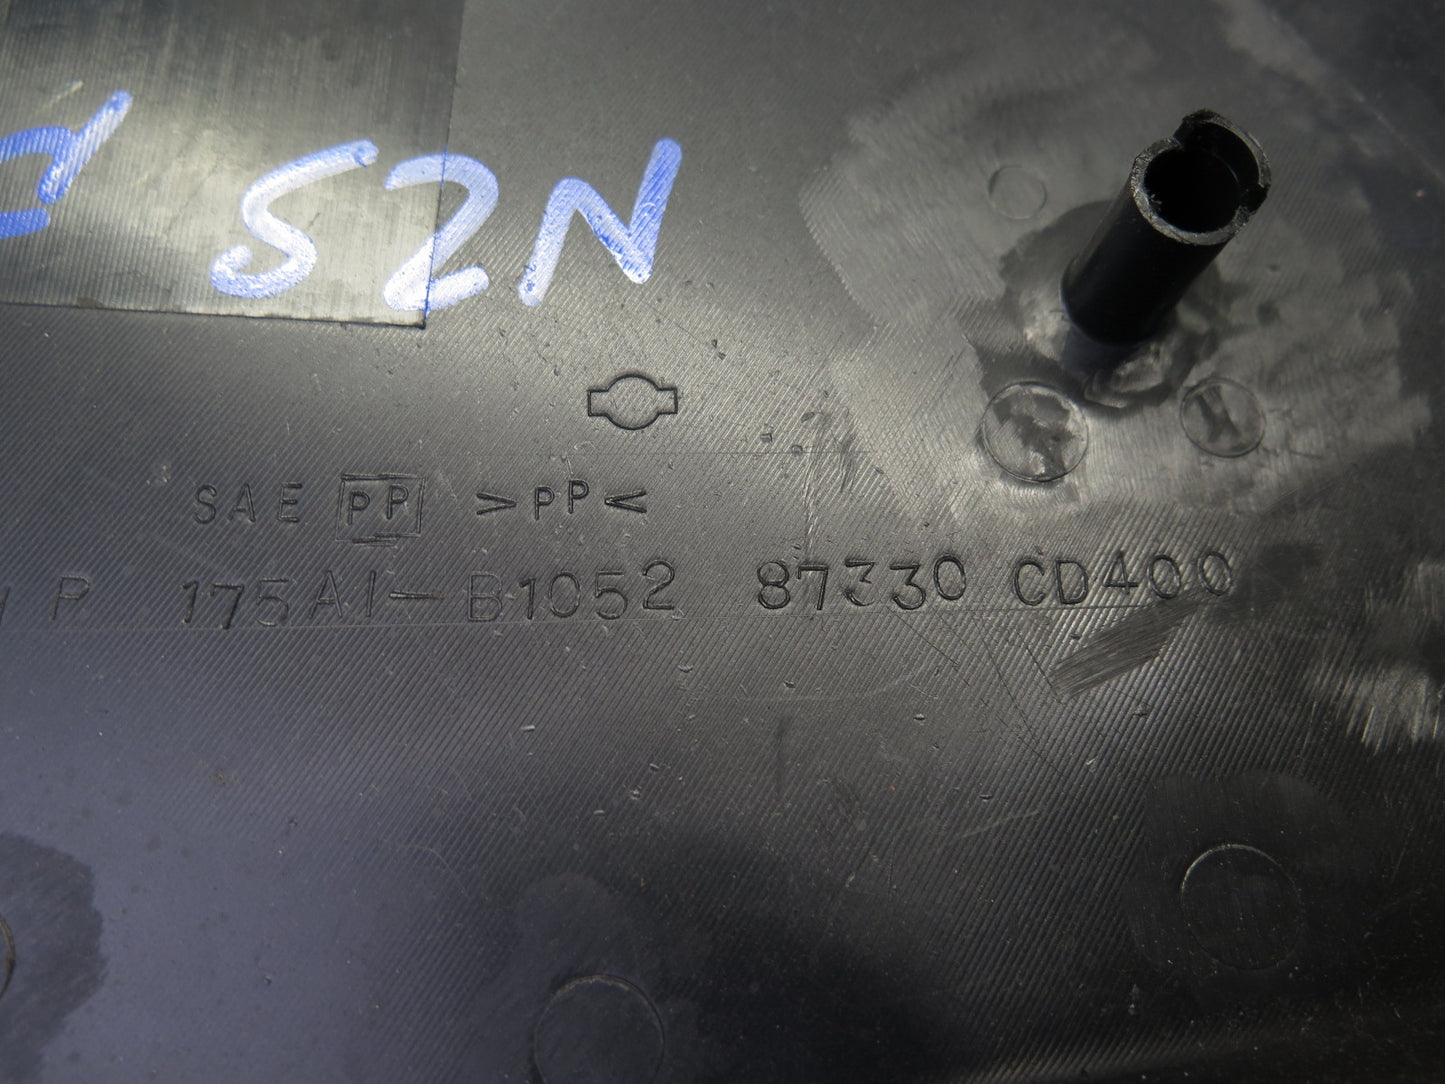 S2N
SAE PP >PP<
P 175A1-B1052 87330 CD400